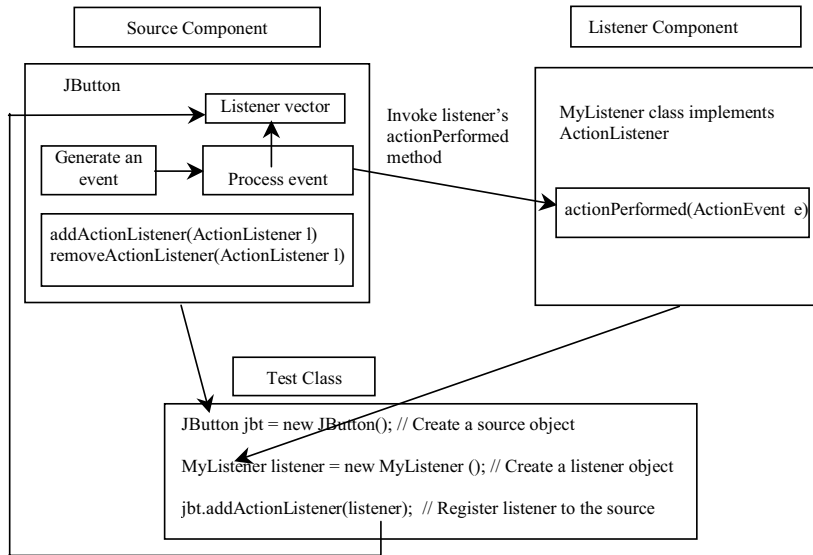 Source Component
Listener Component
JButton
Listener vector
Generate an
event
Process event
addActionListener(ActionListener l)
removeActionListener(ActionListener l)
Invoke listener's
actionPerformed
method
MyListener class implements
ActionListener
actionPerformed(ActionEvent e)
Test Class
JButton jbt = new JButton(); // Create a source object
MyListener listener = new MyListener (); // Create a listener object
jbt.addActionListener(listener); // Register listener to the source